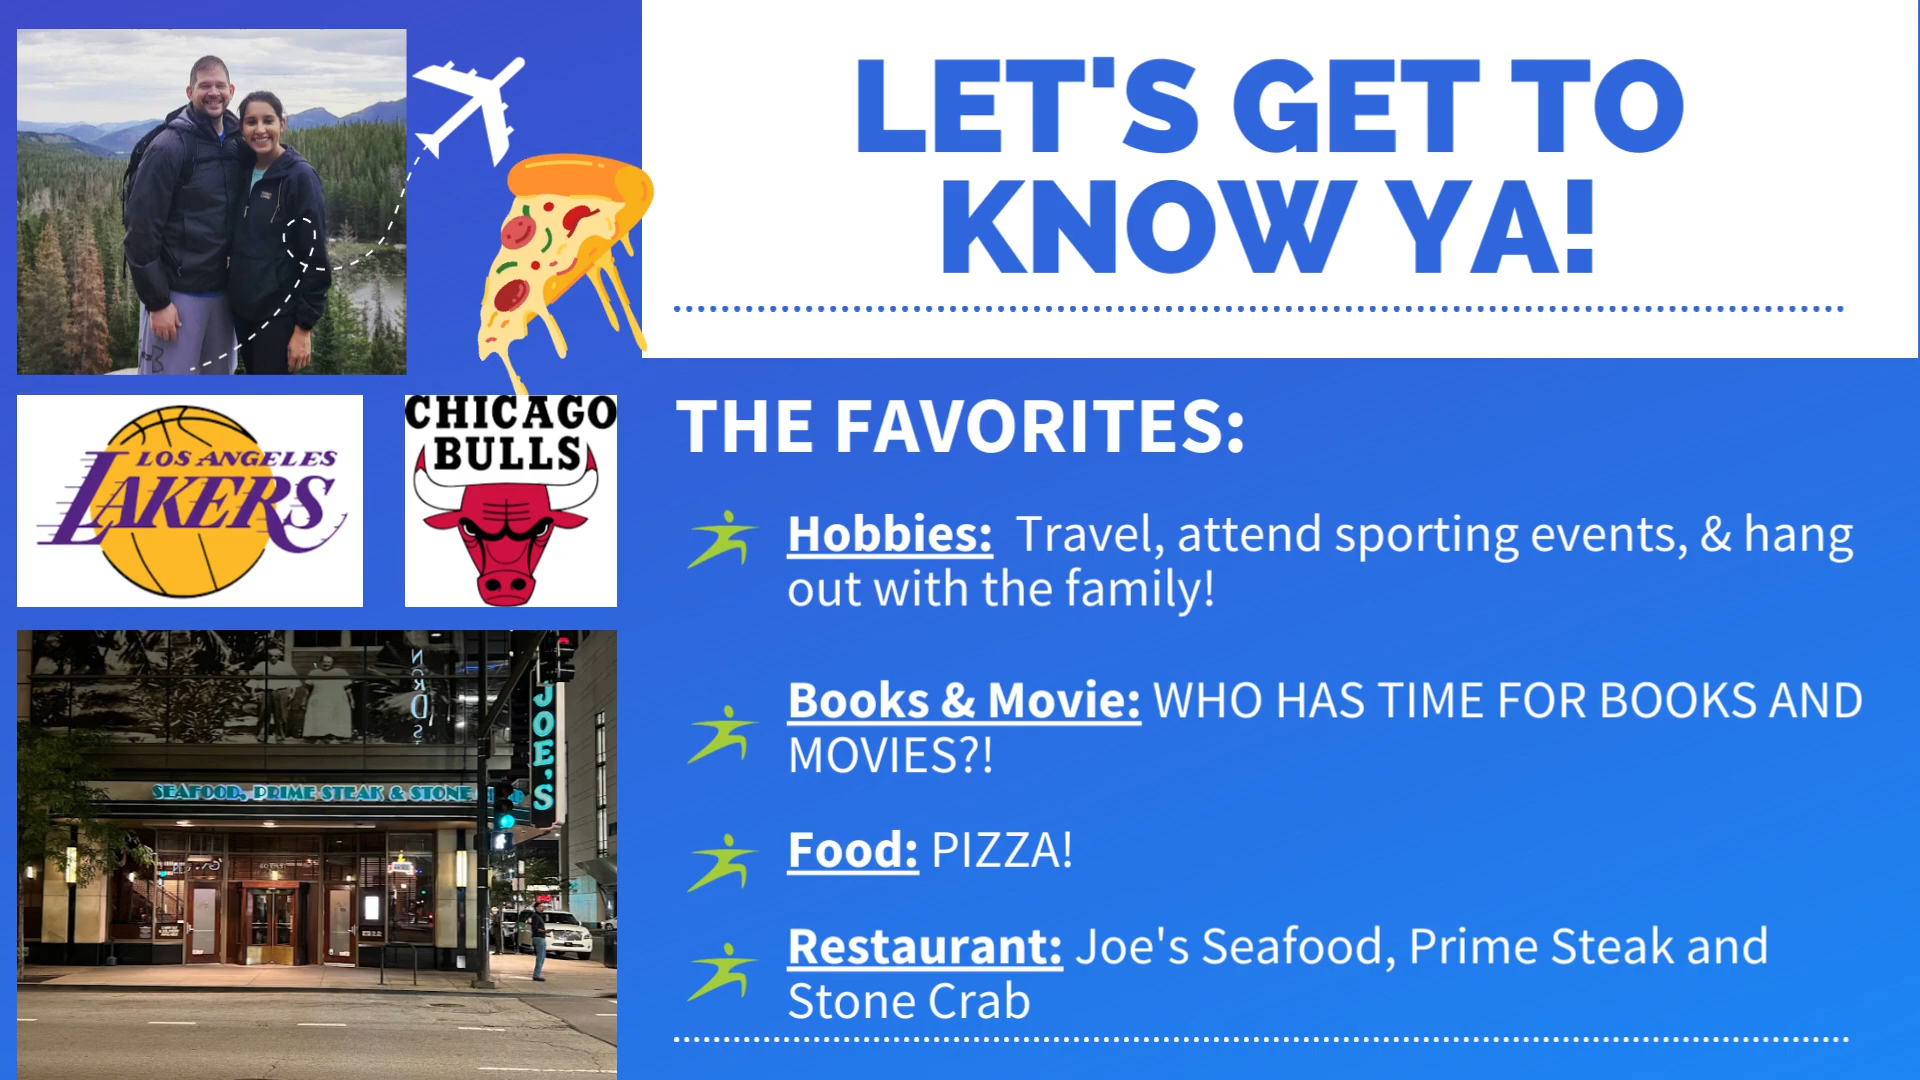 LET'S GET TO
KNOW YA!
LOS ANGELES
LAKERS
CHICAGO
BULLS
THE FAVORITES:
Hobbies: Travel, attend sporting events, & hang
out with the family!
Books & Movie: WHO HAS TIME FOR BOOKS AND
MOVIES?!
Food: PIZZA!
Restaurant: Joe's Seafood, Prime Steak and
Stone Crab
JOE'S
SEAFOOD, PRIME STEAK & STONE